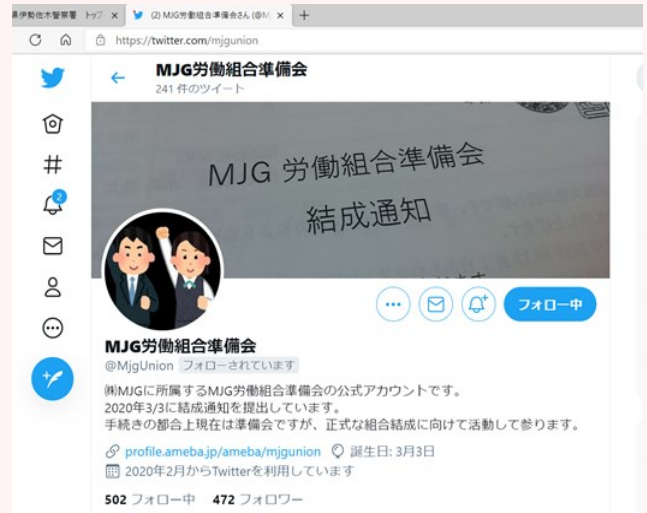 県伊勢佐木警察署 トップ
(2) MJG労働組合準備会さん (@M
https://twitter.com/mjgunion
MJG労働組合準備会
241 件のツイート
MJG 労働組合準備会
結成通知
2
フォロー中
MJG労働組合準備会
@MjgUnion フォローされています
㈱MJGに所属するMJG労働組合準備会の公式アカウントです。
2020年3/3に結成通知を提出しています。
手続きの都合上現在は準備会ですが、正式な組合結成に向けて活動して参ります。
profile.ameba.jp/ameba/mjgunion 誕生日: 3月3日
2020年2月からTwitterを利用しています
502 フォロー中 472 フォロワー